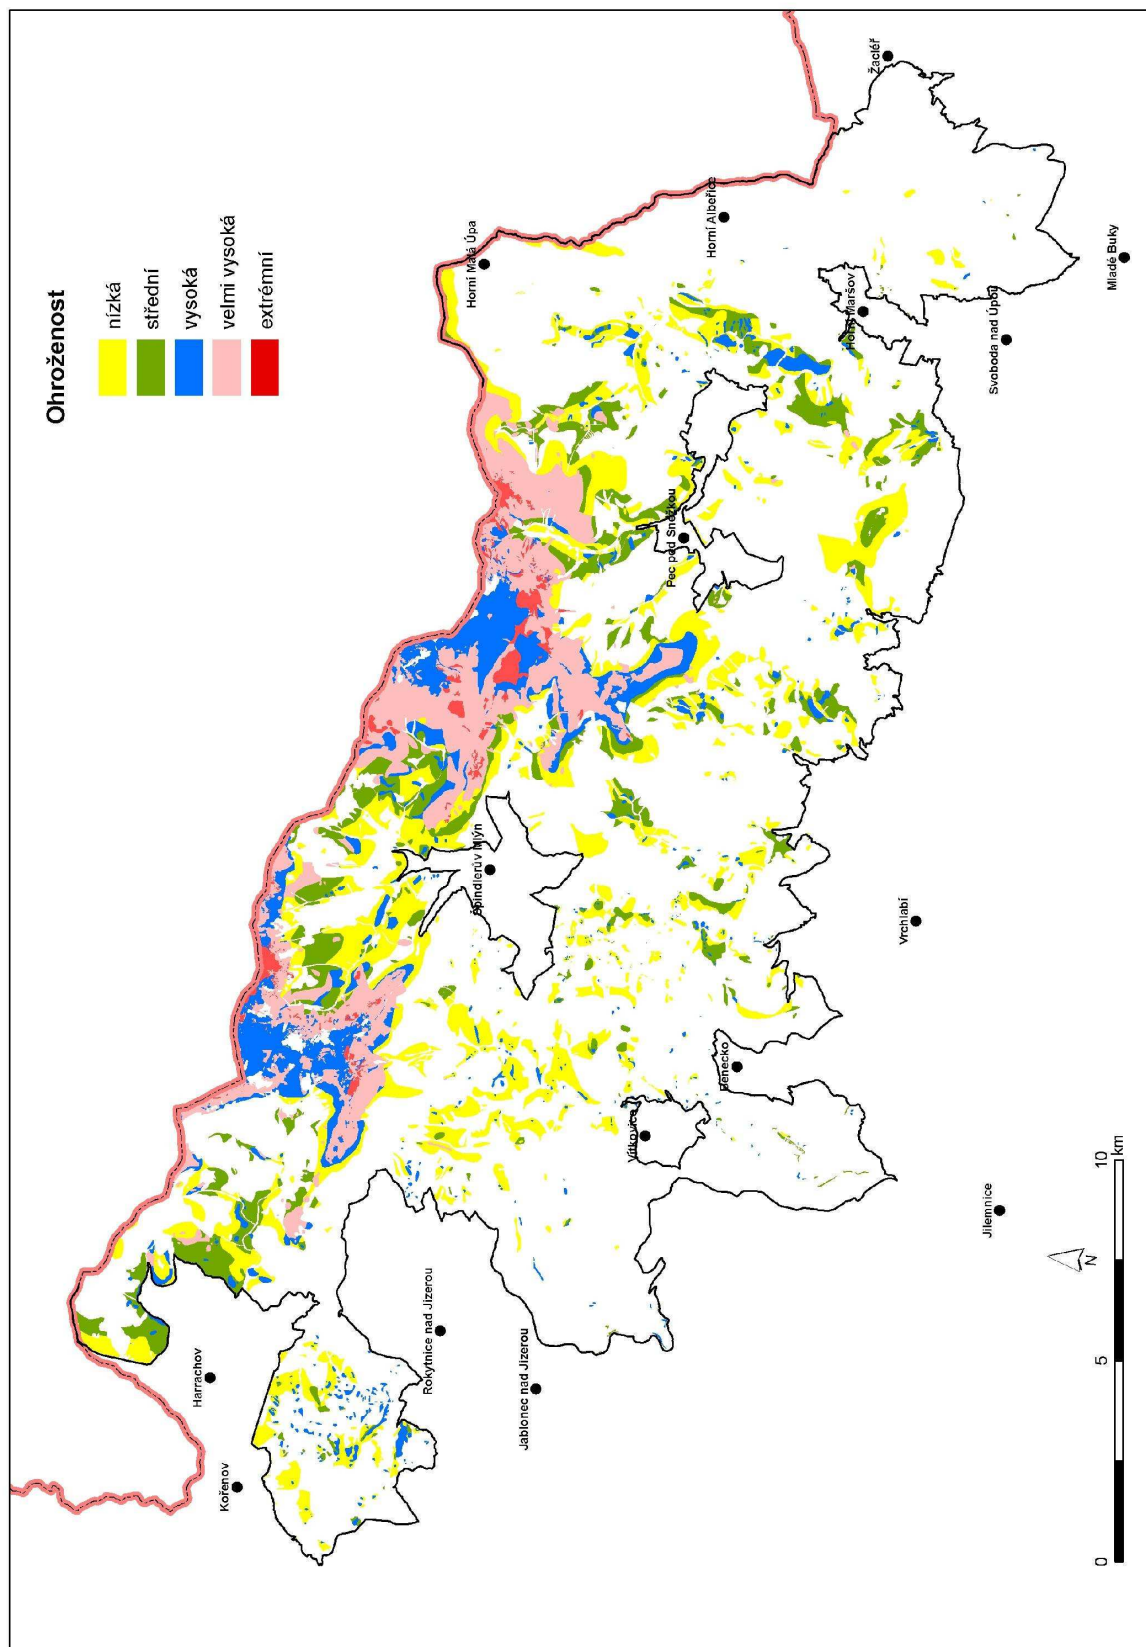 Ohroženost
nízká
střední
vysoká
velmi vysoká
extrémní
Žacléř
Horní Malá Úpa
Horní Albeřice
Mladé Buky
Horní Maršov
Svoboda nad Úpou
Pec pod Sněžkou
Špindlerův Mlýn
Vrchlabí
Benecko
Vítkovice
Jilemnice
Harrachov
Rokytnice nad Jizerou
Jablonec nad Jizerou
Kořenov
N
0
5
10
km